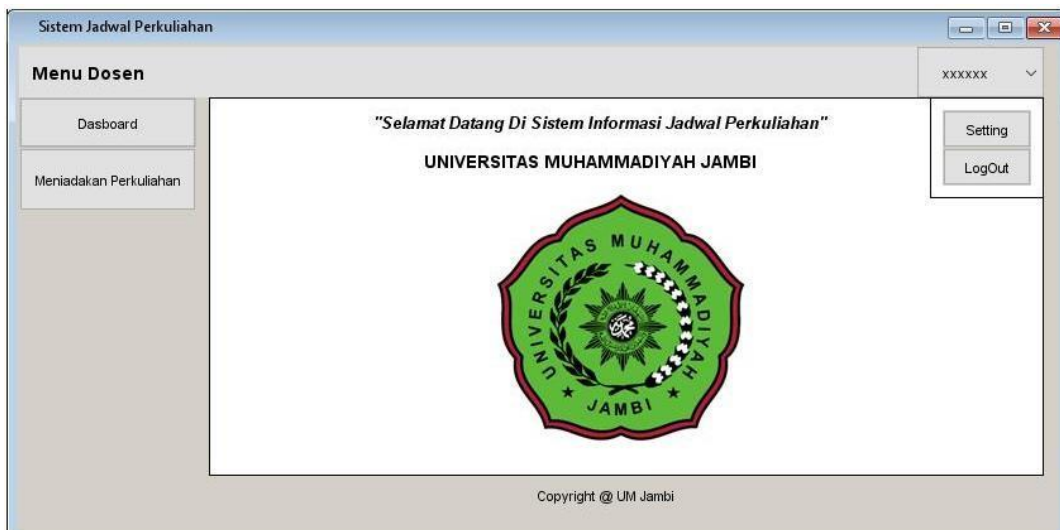 Sistem Jadwal Perkuliahan
Menu Dosen
xxxxxx
Dasboard
Meniadakan Perkuliahan
"Selamat Datang Di Sistem Informasi Jadwal Perkuliahan"
UNIVERSITAS MUHAMMADIYAH JAMBI
Setting
LogOut
UNIVERSITAS MUHAMMADIYAH
JAMBI
Copyright @ UM Jambi